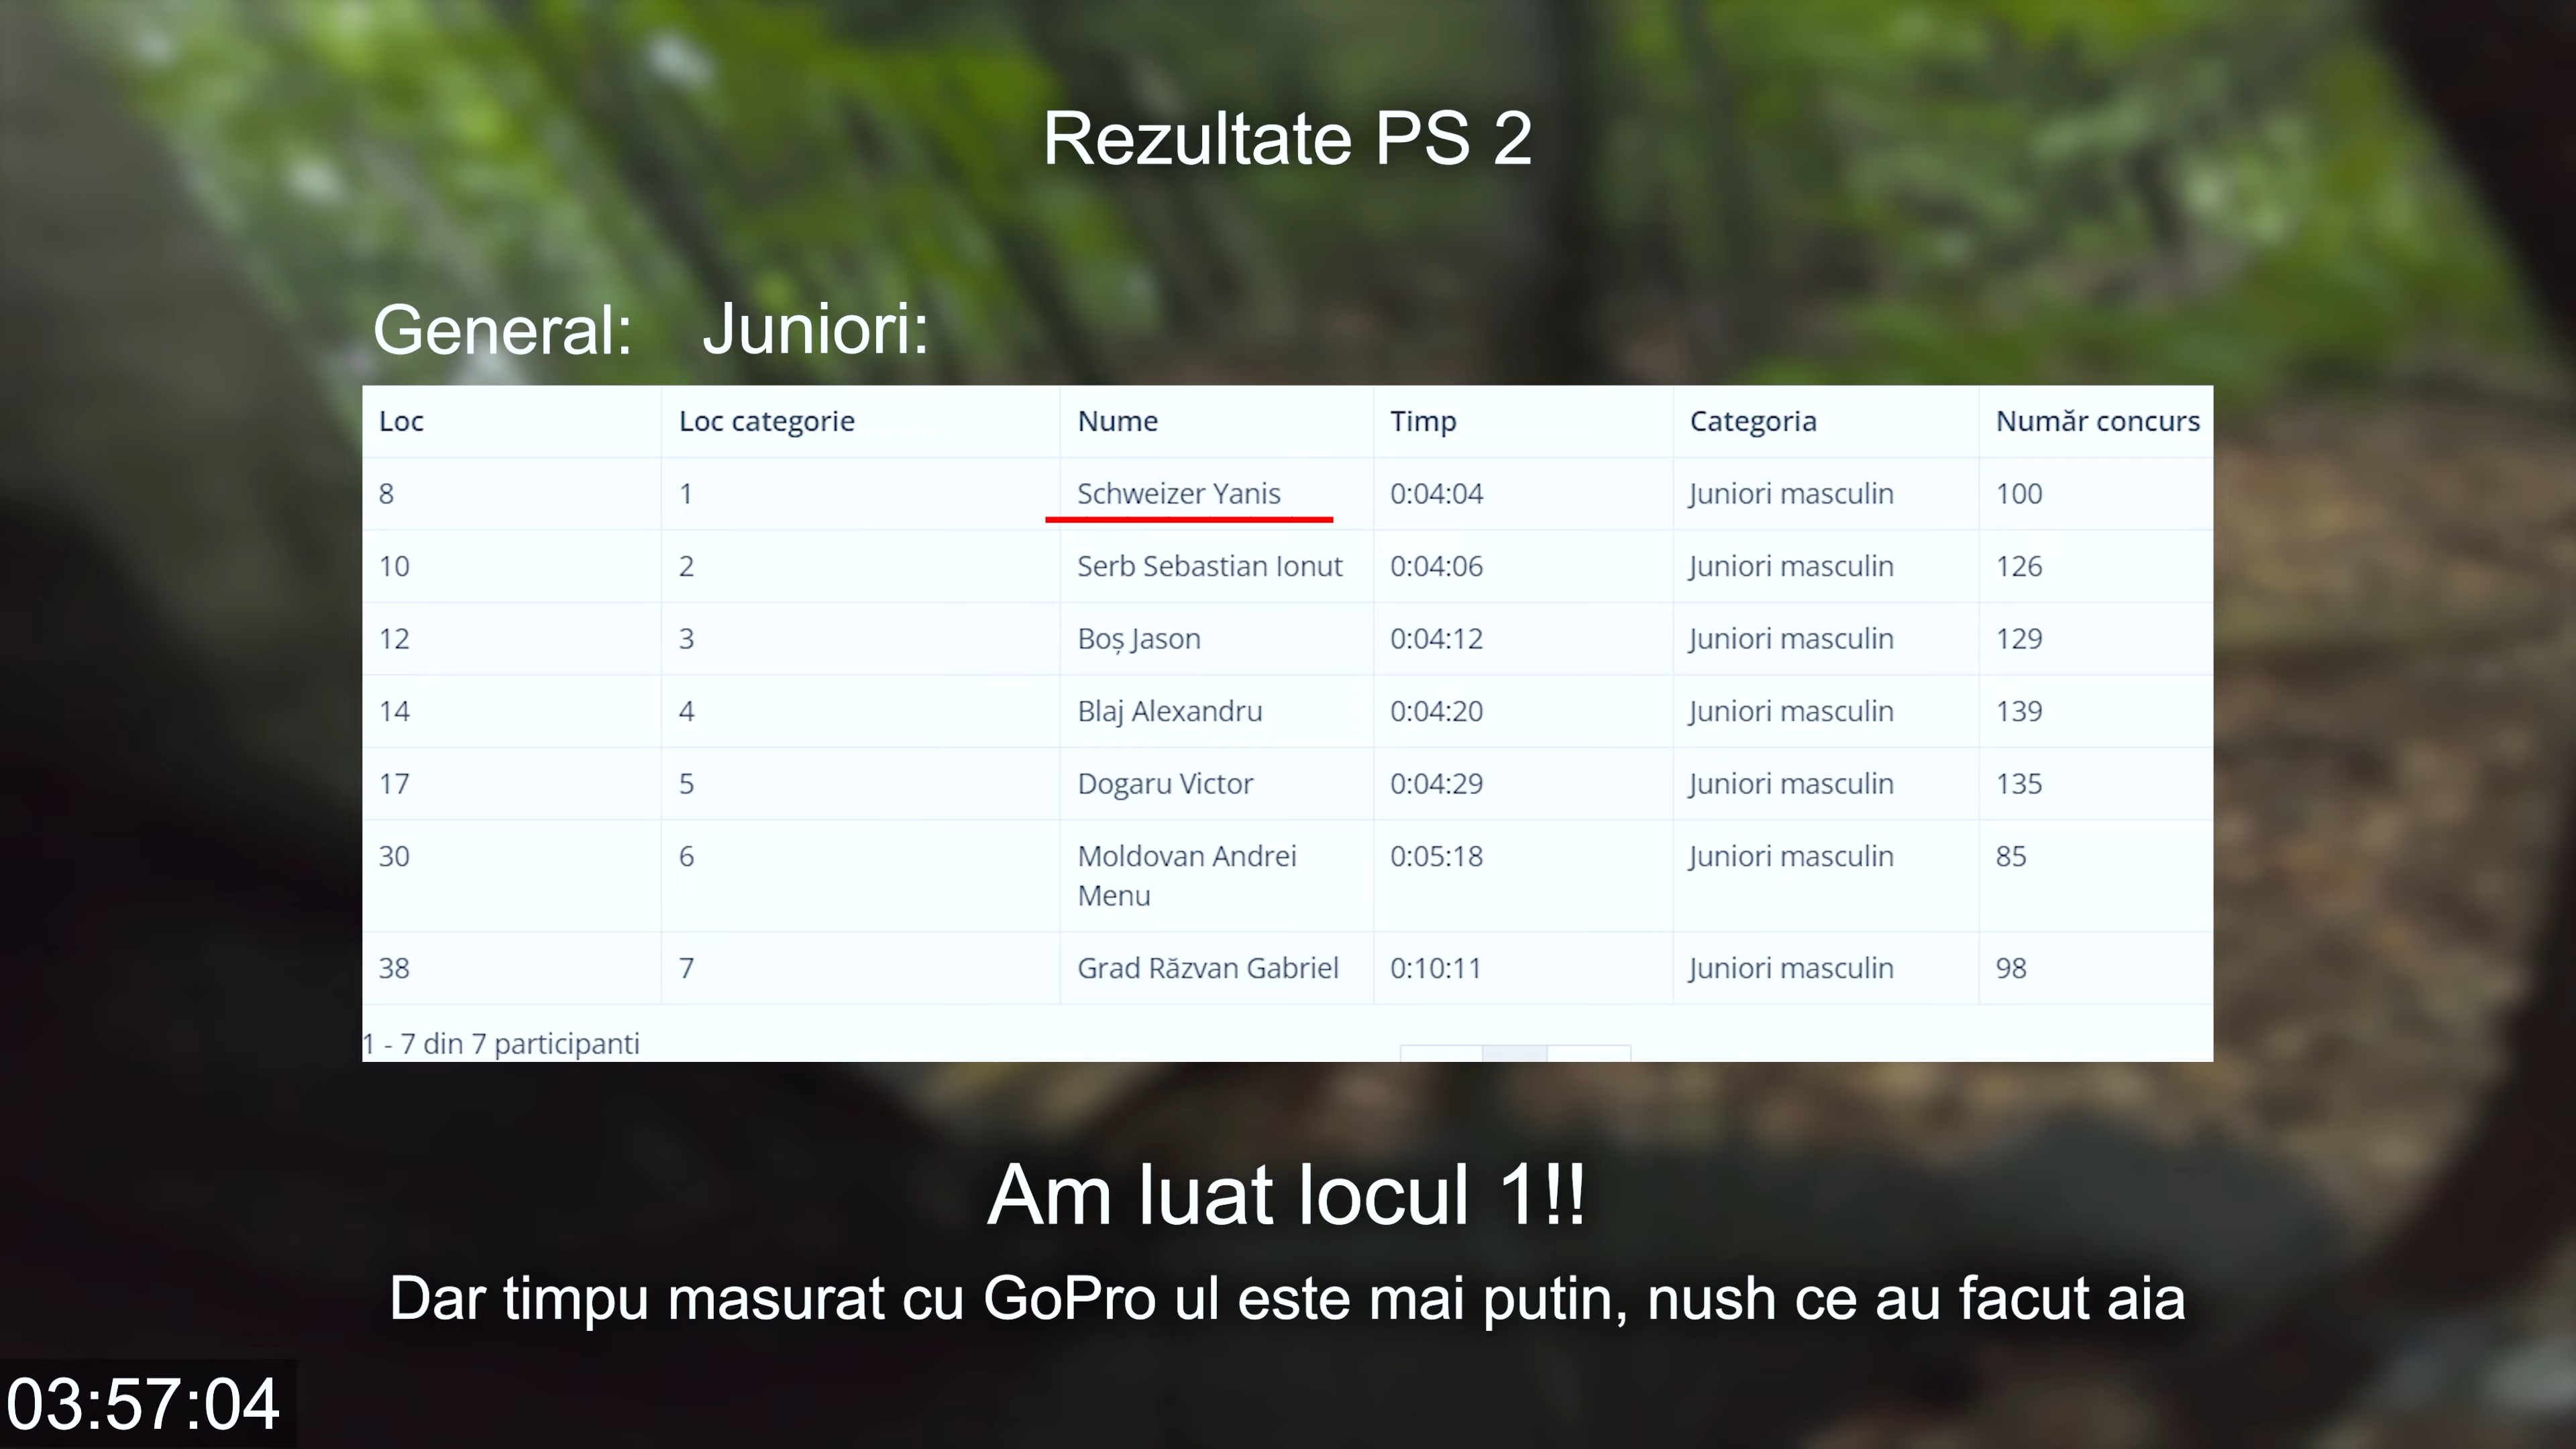 Rezultate PS 2
General: Juniori:
Loc Loc categorie Nume Timp Categoria Număr concurs
8 1 Schweizer Yanis 0:04:04 Juniori masculin 100
10 2 Serb Sebastian Ionut 0:04:06 Juniori masculin 126
12 3 Boș Jason 0:04:12 Juniori masculin 129
14 4 Blaj Alexandru 0:04:20 Juniori masculin 139
17 5 Dogaru Victor 0:04:29 Juniori masculin 135
30 6 Moldovan Andrei 0:05:18 Juniori masculin 85
Menu
38 7 Grad Răzvan Gabriel 0:10:11 Juniori masculin 98
1 - 7 din 7 participanti
Am luat locul 1!!
Dar timpu masurat cu GoPro ul este mai putin, nush ce au facut aia
03:57:04